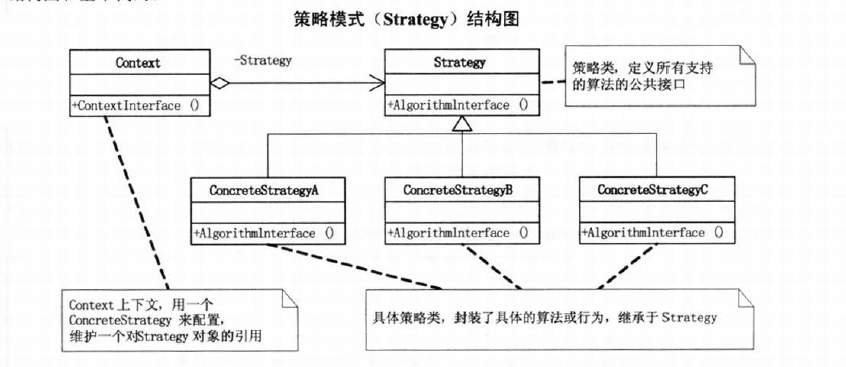 策略模式（Strategy）结构图
Context
-Strategy
Strategy
策略类，定义所有支持
的算法的公共接口
+ContextInterface ()
+AlgorithmInterface ()
ConcreteStrategyA
ConcreteStrategyB
ConcreteStrategyC
+AlgorithmInterface ()
+AlgorithmInterface ()
+AlgorithmInterface ()
Context 上下文，用一个
ConcreteStrategy 来配置，
维护一个对Strategy 对象的引用
具体策略类，封装了具体的算法或行为，继承于 Strategy